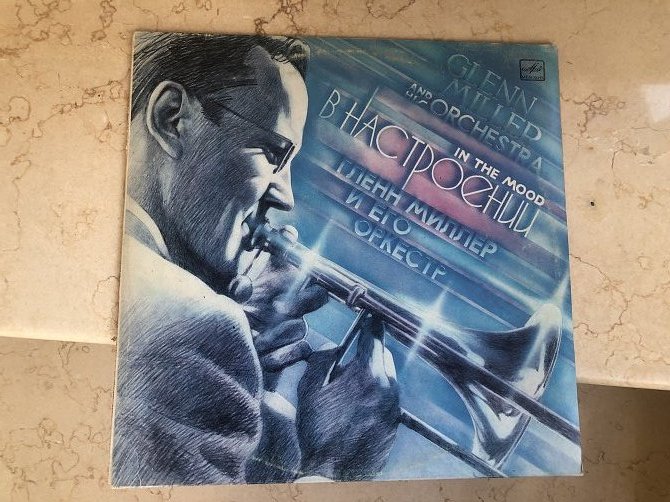 GLENN
MILLER
AND
HIS ORCHESTRA
IN THE MOOD
В НАСТРОЕНИИ
ГЛЕНН МИЛЛЕР
И ЕГО
ОРКЕСТР